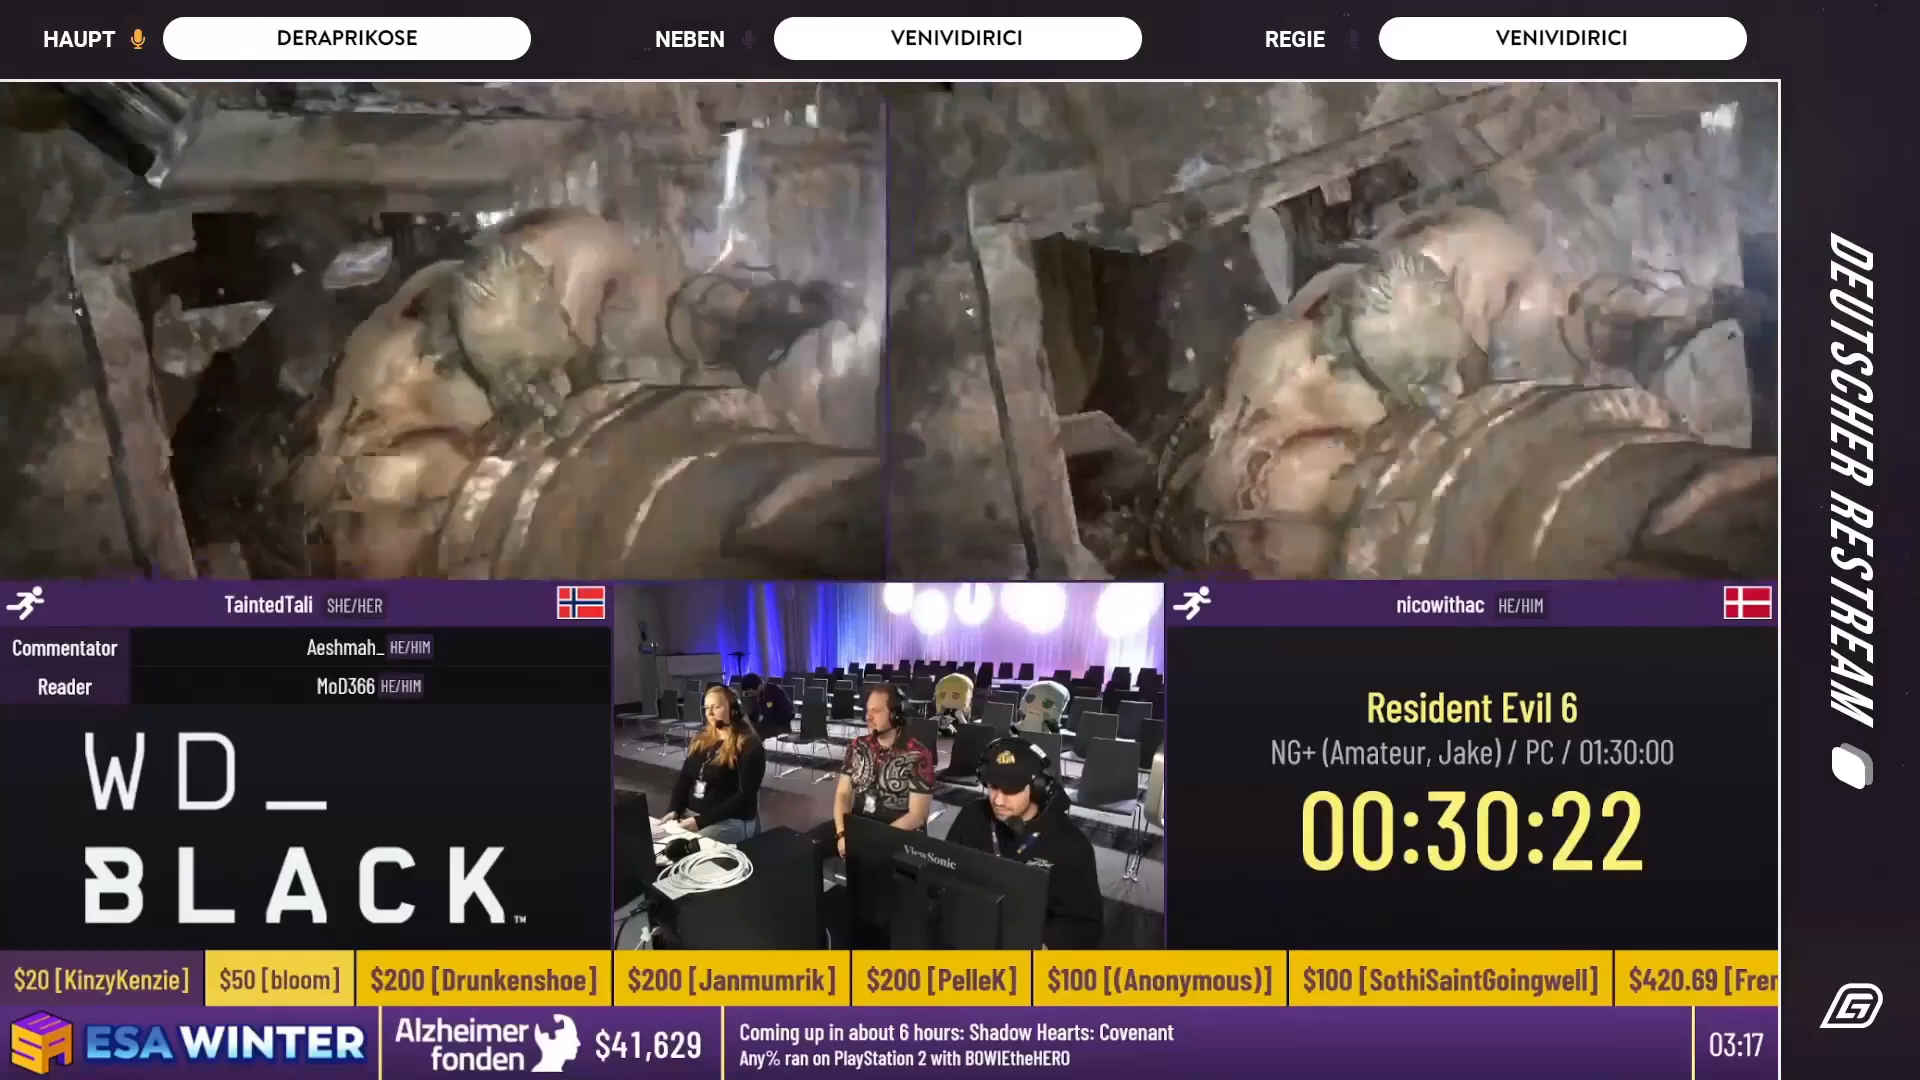 HAUPT DERAPRIKOSE NEBEN VENIVIDIRICI REGIE VENIVIDIRICI
DEUTSCHER RESTREAM
TaintedTali SHE/HER
Commentator Aeshmah_ HE/HIM
Reader MoD366 HE/HIM
WD_
BLACK™
ViewSonic
nicowithac HE/HIM
Resident Evil 6
NG+ (Amateur, Jake) / PC / 01:30:00
00:30:22
$20 [KinzyKenzie] $50 [bloom] $200 [Drunkenshoe] $200 [Janmumrik] $200 [PelleK] $100 [(Anonymous)] $100 [SothiSaintGoingwell] $420.69 [Fren
ESA WINTER
Alzheimer
fonden
$41,629
Coming up in about 6 hours: Shadow Hearts: Covenant
Any% ran on PlayStation 2 with BOWIEtheHERO
03:17